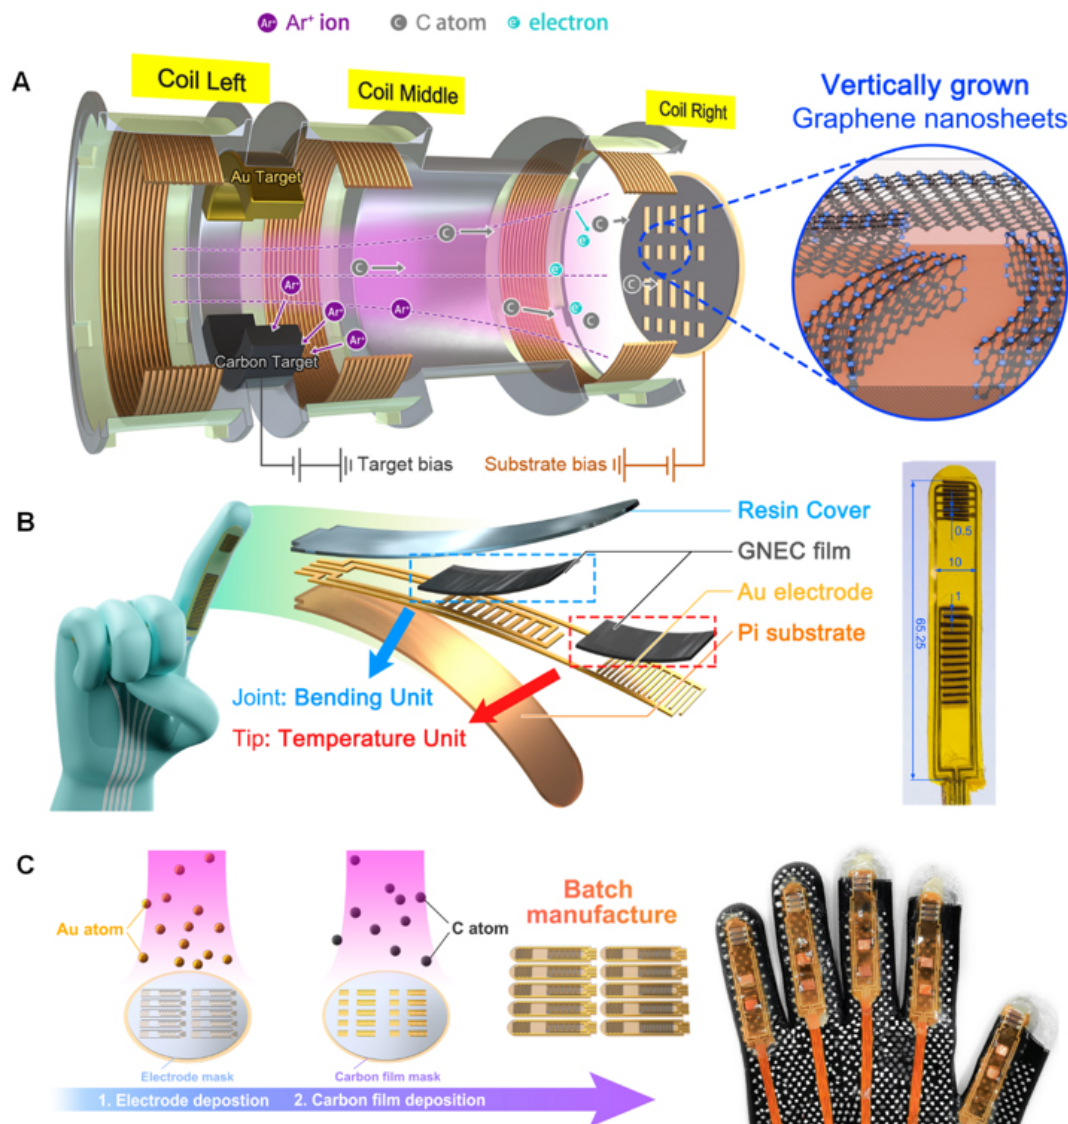 Ar⁺ Ar⁺ ion C C atom e⁻ electron
A
Coil Left
Coil Middle
Coil Right
Vertically grown
Graphene nanosheets
Au Target
C
C
C
C
C
C
e⁻
e⁻
e⁻
Ar⁺
Ar⁺
Ar⁺
Ar⁺
Carbon Target
Target bias
Substrate bias
B
Resin Cover
GNEC film
Au electrode
Pi substrate
Joint: Bending Unit
Tip: Temperature Unit
0.5
10
1
65.25
C
Au atom
C atom
Batch
manufacture
Electrode mask
Carbon film mask
1. Electrode depostion
2. Carbon film deposition